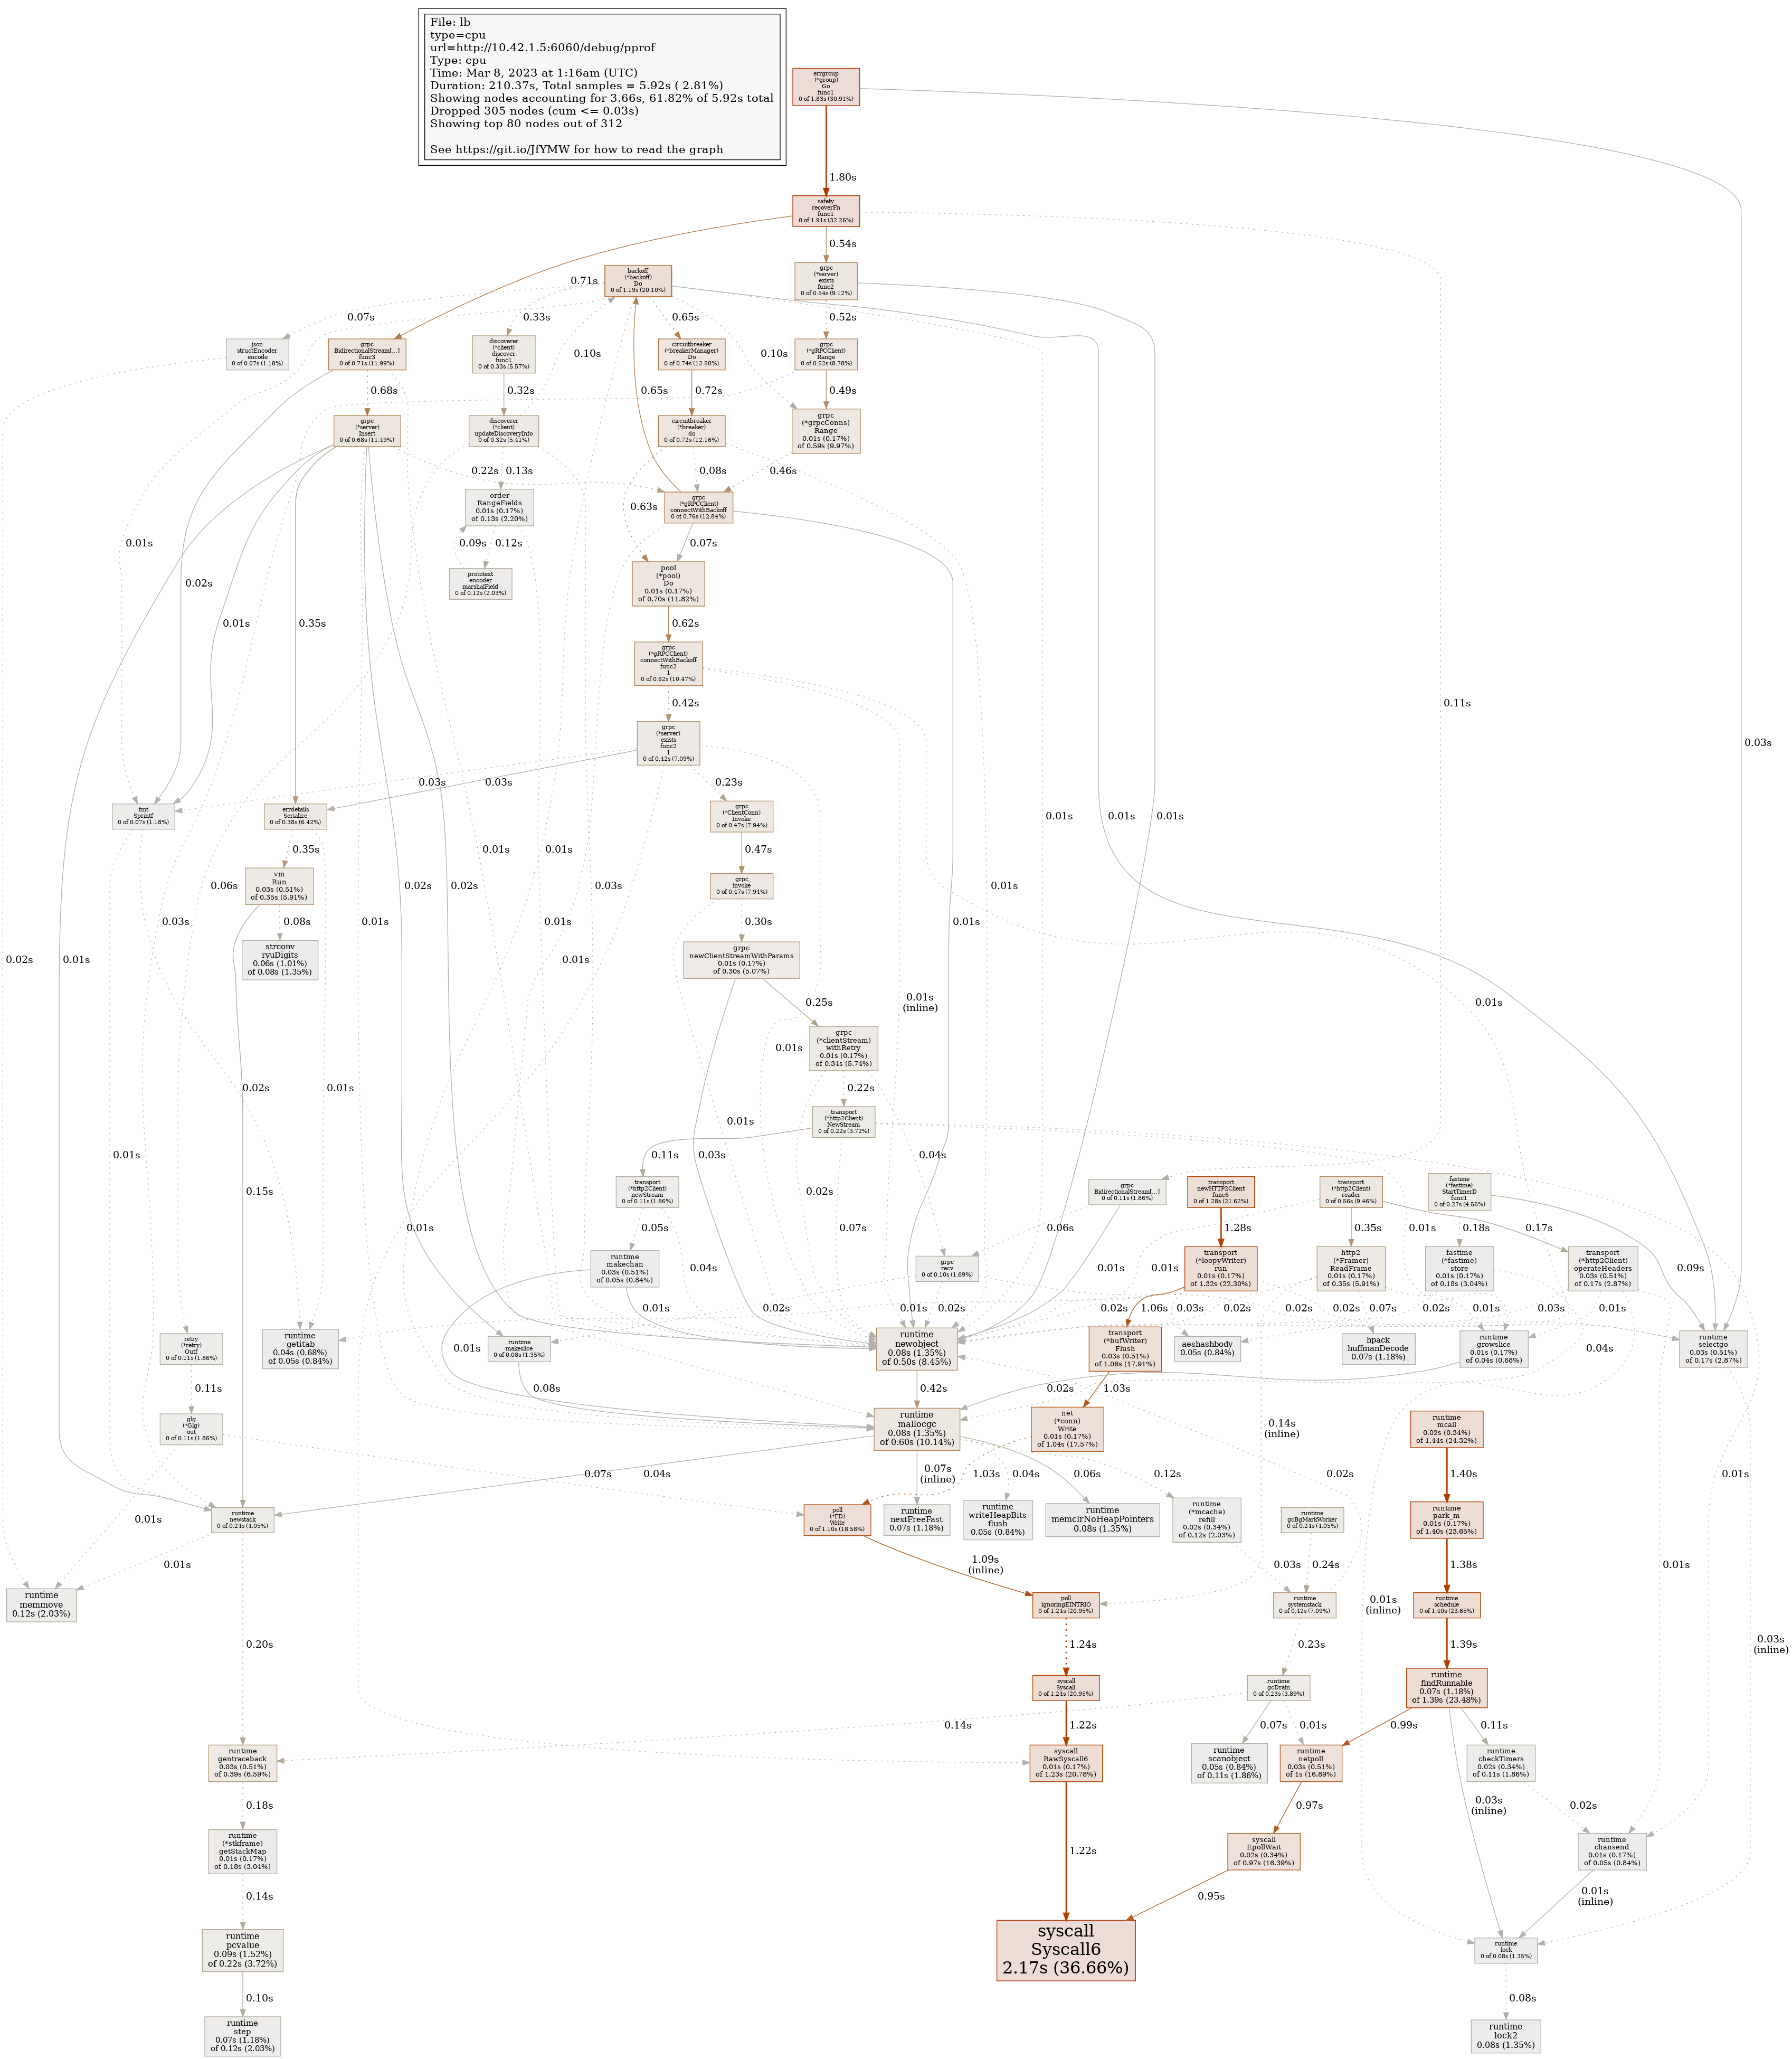 File: lb
type=cpu
url=http://10.42.1.5:6060/debug/pprof
Type: cpu
Time: Mar 8, 2023 at 1:16am (UTC)
Duration: 210.37s, Total samples = 5.92s ( 2.81%)
Showing nodes accounting for 3.66s, 61.82% of 5.92s total
Dropped 305 nodes (cum <= 0.03s)
Showing top 80 nodes out of 312
See https://git.io/JfYMW for how to read the graph
errgroup
(*group)
Go
func1
0 of 1.83s (30.91%)
1.80s
safety
recoverFn
func1
0 of 1.91s (32.26%)
0.54s
0.71s
backoff
(*backoff)
Do
0 of 1.19s (20.10%)
grpc
(*server)
exists
func2
0 of 0.54s (9.12%)
0.11s
0.03s
0.07s
0.33s
0.65s
0.10s
0.52s
0.10s
json
structEncoder
encode
0 of 0.07s (1.18%)
grpc
BidirectionalStream[...]
func3
0 of 0.71s (11.99%)
discoverer
(*client)
discover
func1
0 of 0.33s (5.57%)
circuitbreaker
(*breakerManager)
Do
0 of 0.74s (12.50%)
grpc
(*gRPCClient)
Range
0 of 0.52s (8.78%)
0.68s
0.32s
0.65s
0.72s
0.49s
grpc
(*server)
Insert
0 of 0.68s (11.49%)
discoverer
(*client)
updateDiscoveryInfo
0 of 0.32s (5.41%)
circuitbreaker
(*breaker)
do
0 of 0.72s (12.16%)
grpc
(*grpcConns)
Range
0.01s (0.17%)
of 0.59s (9.97%)
0.22s
0.13s
0.08s
0.46s
order
RangeFields
0.01s (0.17%)
of 0.13s (2.20%)
grpc
(*gRPCClient)
connectWithBackoff
0 of 0.76s (12.84%)
0.63s
0.01s
0.09s
0.12s
0.07s
prototext
encoder
marshalField
0 of 0.12s (2.03%)
pool
(*pool)
Do
0.01s (0.17%)
of 0.70s (11.82%)
0.02s
0.01s
0.35s
0.62s
grpc
(*gRPCClient)
connectWithBackoff
func2
1
0 of 0.62s (10.47%)
0.42s
grpc
(*server)
exists
func2
1
0 of 0.42s (7.09%)
0.03s
0.03s
0.23s
fmt
Sprintf
0 of 0.07s (1.18%)
errdetails
Serialize
0 of 0.38s (6.42%)
grpc
(*ClientConn)
Invoke
0 of 0.47s (7.94%)
0.01s
0.01s
0.01s
0.35s
0.01s
0.01s
0.47s
vm
Run
0.03s (0.51%)
of 0.35s (5.91%)
grpc
invoke
0 of 0.47s (7.94%)
0.06s
0.02s
0.02s
0.03s
0.01s
0.03s
0.08s
0.01s
0.01s
0.30s
0.01s
strconv
ryuDigits
0.06s (1.01%)
of 0.08s (1.35%)
grpc
newClientStreamWithParams
0.01s (0.17%)
of 0.30s (5.07%)
0.02s
0.01s
0.01s
0.25s
0.01s
(inline)
0.01s
grpc
(*clientStream)
withRetry
0.01s (0.17%)
of 0.34s (5.74%)
0.01s
0.02s
0.01s
0.22s
transport
(*http2Client)
NewStream
0 of 0.22s (3.72%)
0.01s
0.01s
0.03s
0.11s
0.04s
0.15s
transport
(*http2Client)
newStream
0 of 0.11s (1.86%)
0.02s
grpc
BidirectionalStream[...]
0 of 0.11s (1.86%)
transport
newHTTP2Client
func6
0 of 1.28s (21.62%)
transport
(*http2Client)
reader
0 of 0.56s (9.46%)
fastime
(*fastime)
StartTimerD
func1
0 of 0.27s (4.56%)
0.01s
0.05s
0.07s
0.06s
1.28s
0.35s
0.01s
0.18s
0.17s
runtime
makechan
0.03s (0.51%)
of 0.05s (0.84%)
0.04s
grpc
recv
0 of 0.10s (1.69%)
0.01s
0.01s
transport
(*loopyWriter)
run
0.01s (0.17%)
of 1.32s (22.30%)
http2
(*Framer)
ReadFrame
0.01s (0.17%)
of 0.35s (5.91%)
fastime
(*fastime)
store
0.01s (0.17%)
of 0.18s (3.04%)
transport
(*http2Client)
operateHeaders
0.03s (0.51%)
of 0.17s (2.87%)
0.09s
0.01s
0.02s
0.01s
0.02s
0.02s
1.06s
0.03s
0.02s
0.02s
0.02s
0.07s
0.02s
0.01s
0.03s
0.01s
retry
(*retry)
Outf
0 of 0.11s (1.86%)
runtime
getitab
0.04s (0.68%)
of 0.05s (0.84%)
0.01s
runtime
makeslice
0 of 0.08s (1.35%)
runtime
newobject
0.08s (1.35%)
of 0.50s (8.45%)
transport
(*bufWriter)
Flush
0.03s (0.51%)
of 1.06s (17.91%)
aeshashbody
0.05s (0.84%)
hpack
huffmanDecode
0.07s (1.18%)
runtime
growslice
0.01s (0.17%)
of 0.04s (0.68%)
0.04s
runtime
selectgo
0.03s (0.51%)
of 0.17s (2.87%)
0.11s
0.08s
0.42s
1.03s
0.02s
glg
(*Glg)
out
0 of 0.11s (1.86%)
runtime
mallocgc
0.08s (1.35%)
of 0.60s (10.14%)
net
(*conn)
Write
0.01s (0.17%)
of 1.04s (17.57%)
0.14s
(inline)
runtime
mcall
0.02s (0.34%)
of 1.44s (24.32%)
0.07s
0.04s
0.07s
(inline)
1.03s
0.04s
0.06s
0.12s
0.02s
1.40s
0.01s
0.01s
runtime
newstack
0 of 0.24s (4.05%)
poll
(*FD)
Write
0 of 1.10s (18.58%)
runtime
nextFreeFast
0.07s (1.18%)
runtime
writeHeapBits
flush
0.05s (0.84%)
runtime
memclrNoHeapPointers
0.08s (1.35%)
runtime
(*mcache)
refill
0.02s (0.34%)
of 0.12s (2.03%)
runtime
gcBgMarkWorker
0 of 0.24s (4.05%)
runtime
park_m
0.01s (0.17%)
of 1.40s (23.65%)
0.01s
1.09s
(inline)
0.03s
0.24s
1.38s
0.01s
runtime
memmove
0.12s (2.03%)
poll
ignoringEINTRIO
0 of 1.24s (20.95%)
runtime
systemstack
0 of 0.42s (7.09%)
0.01s
(inline)
runtime
schedule
0 of 1.40s (23.65%)
0.20s
1.24s
0.23s
1.39s
0.03s
(inline)
syscall
Syscall
0 of 1.24s (20.95%)
runtime
gcDrain
0 of 0.23s (3.89%)
runtime
findRunnable
0.07s (1.18%)
of 1.39s (23.48%)
0.14s
1.22s
0.07s
0.01s
0.99s
0.11s
runtime
gentraceback
0.03s (0.51%)
of 0.39s (6.59%)
syscall
RawSyscall6
0.01s (0.17%)
of 1.23s (20.78%)
runtime
scanobject
0.05s (0.84%)
of 0.11s (1.86%)
runtime
netpoll
0.03s (0.51%)
of 1s (16.89%)
runtime
checkTimers
0.02s (0.34%)
of 0.11s (1.86%)
0.18s
0.97s
0.03s
(inline)
0.02s
runtime
(*stkframe)
getStackMap
0.01s (0.17%)
of 0.18s (3.04%)
1.22s
syscall
EpollWait
0.02s (0.34%)
of 0.97s (16.39%)
runtime
chansend
0.01s (0.17%)
of 0.05s (0.84%)
0.14s
0.95s
0.01s
(inline)
runtime
pcvalue
0.09s (1.52%)
of 0.22s (3.72%)
syscall
Syscall6
2.17s (36.66%)
runtime
lock
0 of 0.08s (1.35%)
0.10s
0.08s
runtime
step
0.07s (1.18%)
of 0.12s (2.03%)
runtime
lock2
0.08s (1.35%)